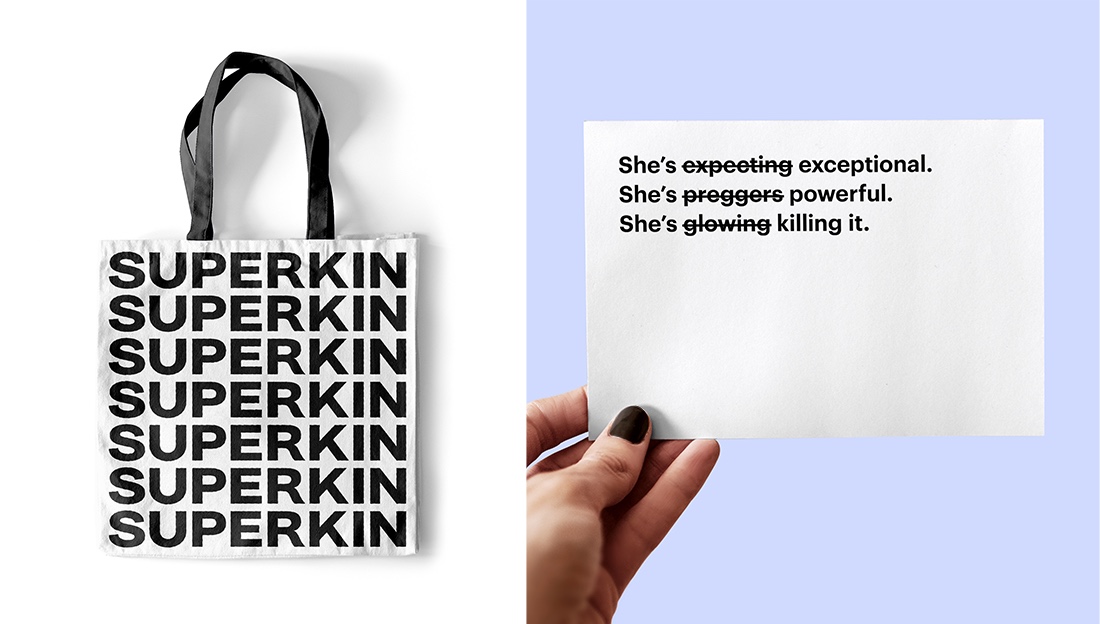 SUPERKIN
SUPERKIN
SUPERKIN
SUPERKIN
SUPERKIN
SUPERKIN
SUPERKIN
She's expecting exceptional.
She's preggers powerful.
She's glowing killing it.